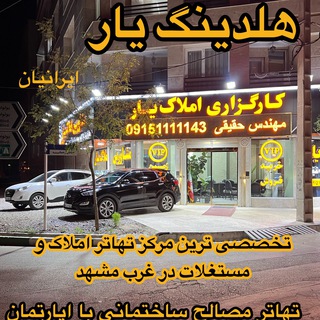 هلدینگ یار
ایرانیان
کارگزاری املاک یار
مهندس حقیقی 09151111143
VIP
VIP
تخصصی ترین مرکز تهاتر املاک و
مستغلات در غرب مشهد
تهاتر مصالح ساختمانی با اپارتمان